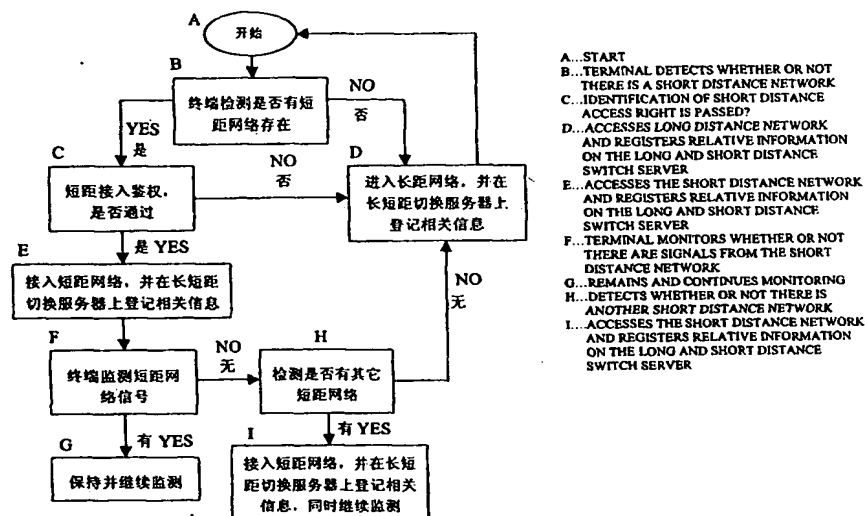 A
开始
B
终端检测是否有短
距网络存在
NO
否
YES
是
C
短距接入鉴权，
是否通过
NO
否
D
进入长距网络，并在
长短距切换服务器上
登记相关信息
是 YES
E
接入短距网络，并在长短距
切换服务器上登记相关信息
NO
无
F
终端监测短距网
络信号
NO
无
H
检测是否有其它
短距网络
有 YES
G
保持并继续监测
有 YES
I
接入短距网络，并在长短
距切换服务器上登记相关
信息，同时继续监测
A...START
B...TERMINAL DETECTS WHETHER OR NOT
THERE IS A SHORT DISTANCE NETWORK
C...IDENTIFICATION OF SHORT DISTANCE
ACCESS RIGHT IS PASSED?
D...ACCESSES LONG DISTANCE NETWORK
AND REGISTERS RELATIVE INFORMATION
ON THE LONG AND SHORT DISTANCE
SWITCH SERVER
E...ACCESSES THE SHORT DISTANCE NETWORK
AND REGISTERS RELATIVE INFORMATION
ON THE LONG AND SHORT DISTANCE
SWITCH SERVER
F...TERMINAL MONITORS WHETHER OR NOT
THERE ARE SIGNALS FROM THE SHORT
DISTANCE NETWORK
G...REMAINS AND CONTINUES MONITORING
H...DETECTS WHETHER OR NOT THERE IS
ANOTHER SHORT DISTANCE NETWORK
I...ACCESSES THE SHORT DISTANCE NETWORK
AND REGISTERS RELATIVE INFORMATION
ON THE LONG AND SHORT DISTANCE
SWITCH SERVER